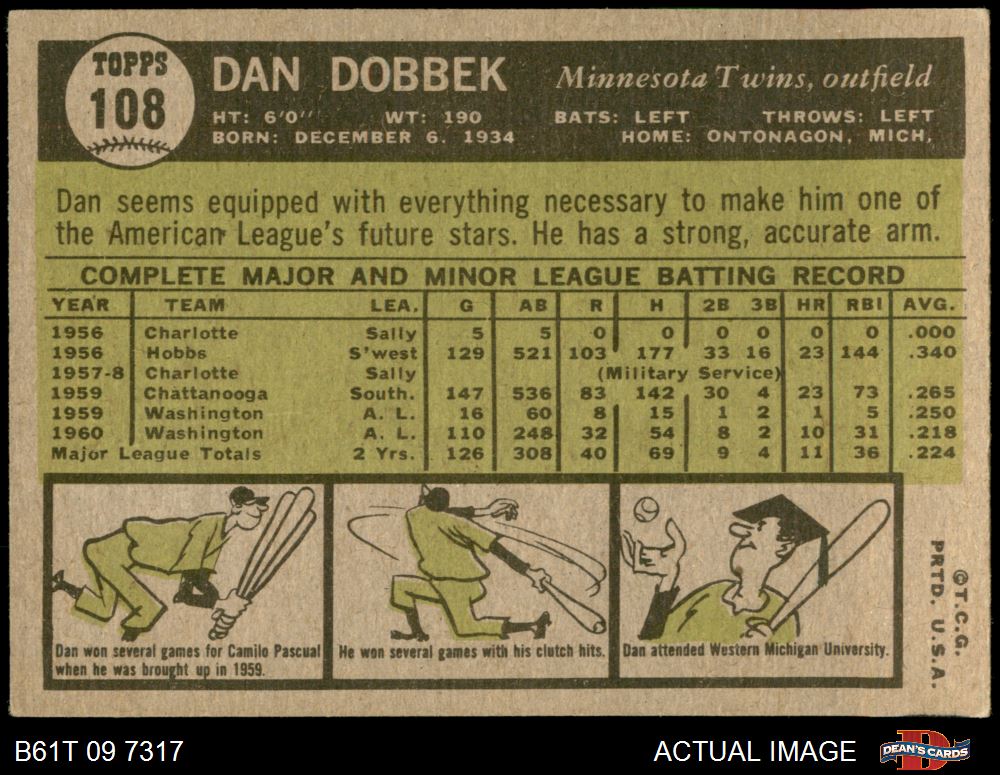 TOPPS
108
DAN DOBBEK
Minnesota Twins, outfield
HT: 6'0" WT: 190 BATS: LEFT THROWS: LEFT
BORN: DECEMBER 6. 1934 HOME: ONTONAGON, MICH.
Dan seems equipped with everything necessary to make him one of
the American League's future stars. He has a strong, accurate arm.
COMPLETE MAJOR AND MINOR LEAGUE BATTING RECORD
YEAR TEAM LEA. G AB R H 2B 3B HR RBI AVG.
1956 Charlotte Sally 5 5 0 0 0 0 0 0 .000
1956 Hobbs S'west 129 521 103 177 33 16 23 144 .340
1957-8 Charlotte Sally (Military Service)
1959 Chattanooga South. 147 536 83 142 30 4 23 73 .265
1959 Washington A. L. 16 60 8 15 1 2 1 5 .250
1960 Washington A. L. 110 248 32 54 8 2 10 31 .218
Major League Totals 2 Yrs. 126 308 40 69 9 4 11 36 .224
Dan won several games for Camilo Pascual
when he was brought up in 1959.
He won several games with his clutch hits.
Dan attended Western Michigan University.
©T.C.G.
PRTD. U.S.A.
B61T 09 7317
ACTUAL IMAGE
DEAN'S CARDS